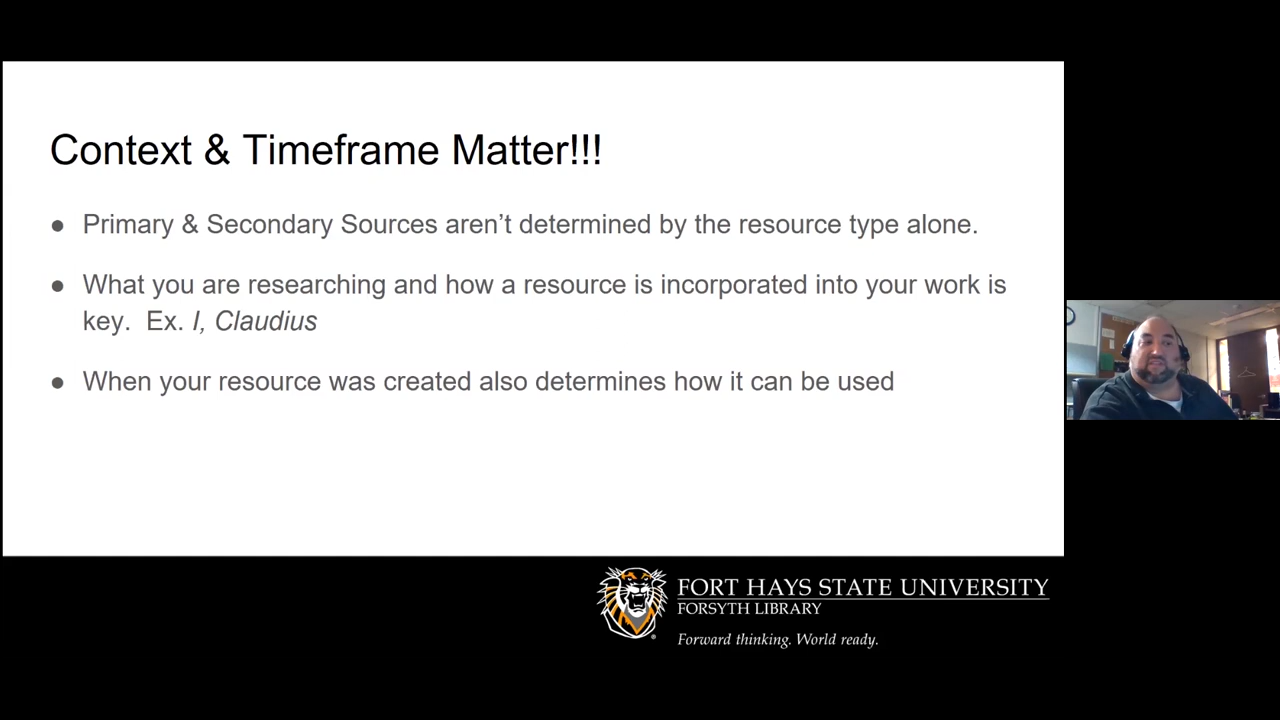 Context & Timeframe Matter!!!
● Primary & Secondary Sources aren’t determined by the resource type alone.
● What you are researching and how a resource is incorporated into your work is
key.  Ex. I, Claudius
● When your resource was created also determines how it can be used
FORT HAYS STATE UNIVERSITY
FORSYTH LIBRARY
Forward thinking. World ready.